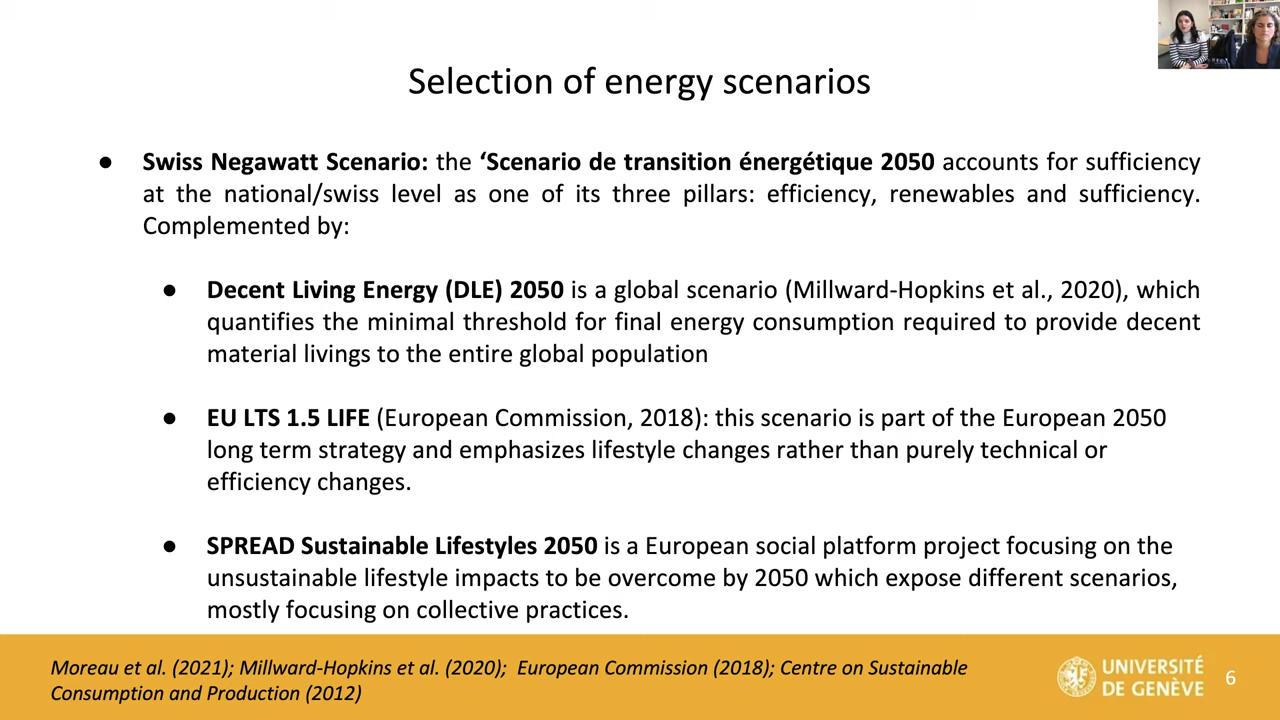 Selection of energy scenarios
● Swiss Negawatt Scenario: the ‘Scenario de transition énergétique 2050 accounts for sufficiency
at the national/swiss level as one of its three pillars: efficiency, renewables and sufficiency.
Complemented by:
● Decent Living Energy (DLE) 2050 is a global scenario (Millward-Hopkins et al., 2020), which
quantifies the minimal threshold for final energy consumption required to provide decent
material livings to the entire global population
● EU LTS 1.5 LIFE (European Commission, 2018): this scenario is part of the European 2050
long term strategy and emphasizes lifestyle changes rather than purely technical or
efficiency changes.
● SPREAD Sustainable Lifestyles 2050 is a European social platform project focusing on the
unsustainable lifestyle impacts to be overcome by 2050 which expose different scenarios,
mostly focusing on collective practices.
Moreau et al. (2021); Millward-Hopkins et al. (2020);  European Commission (2018); Centre on Sustainable
Consumption and Production (2012)
UNIVERSITÉ
DE GENÈVE
6